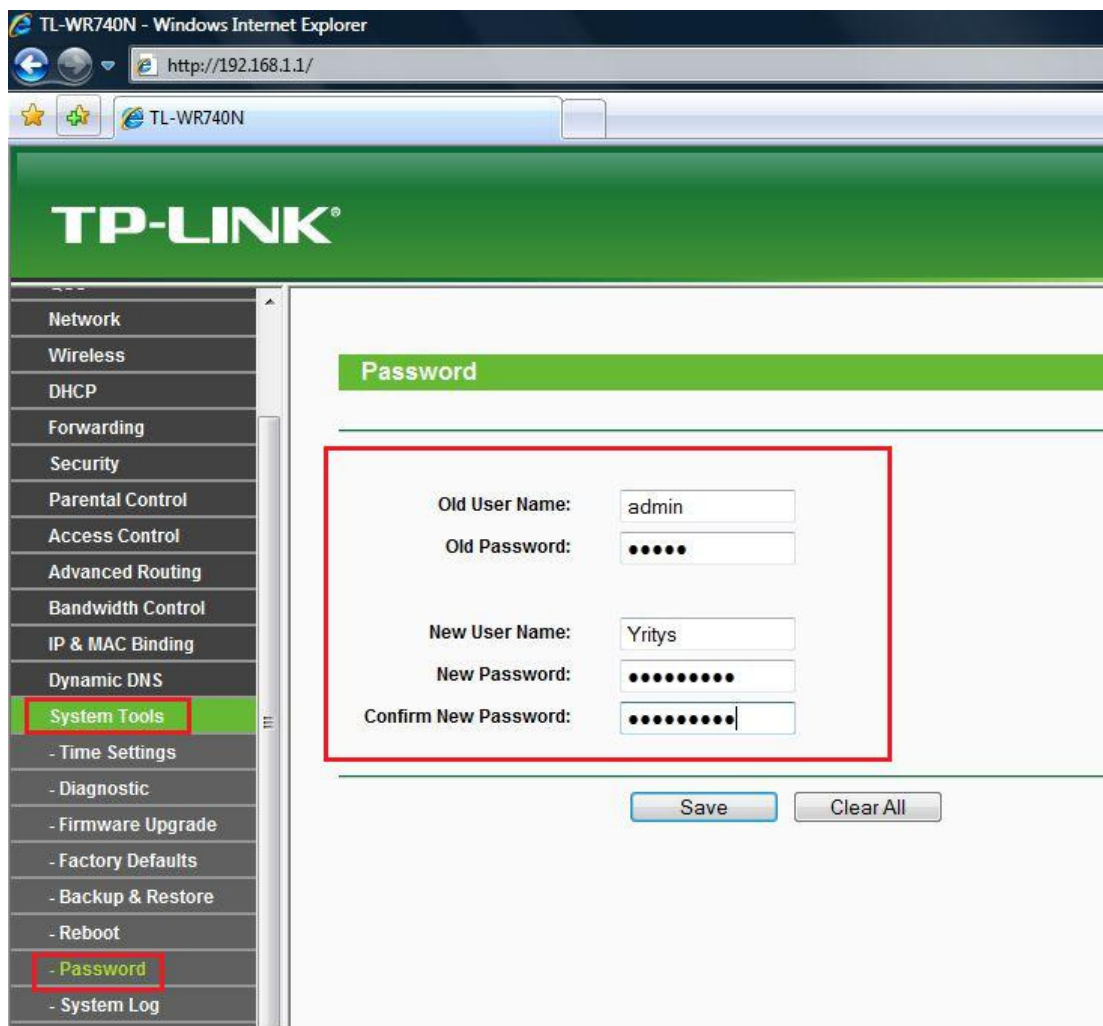 TL-WR740N - Windows Internet Explorer
http://192.168.1.1/
TL-WR740N
TP-LINK®
Network
Wireless
DHCP
Forwarding
Security
Parental Control
Access Control
Advanced Routing
Bandwidth Control
IP & MAC Binding
Dynamic DNS
System Tools
- Time Settings
- Diagnostic
- Firmware Upgrade
- Factory Defaults
- Backup & Restore
- Reboot
- Password
- System Log
Password
Old User Name: admin
Old Password: •••••
New User Name: Yritys
New Password: •••••••••
Confirm New Password: •••••••••
Save Clear All